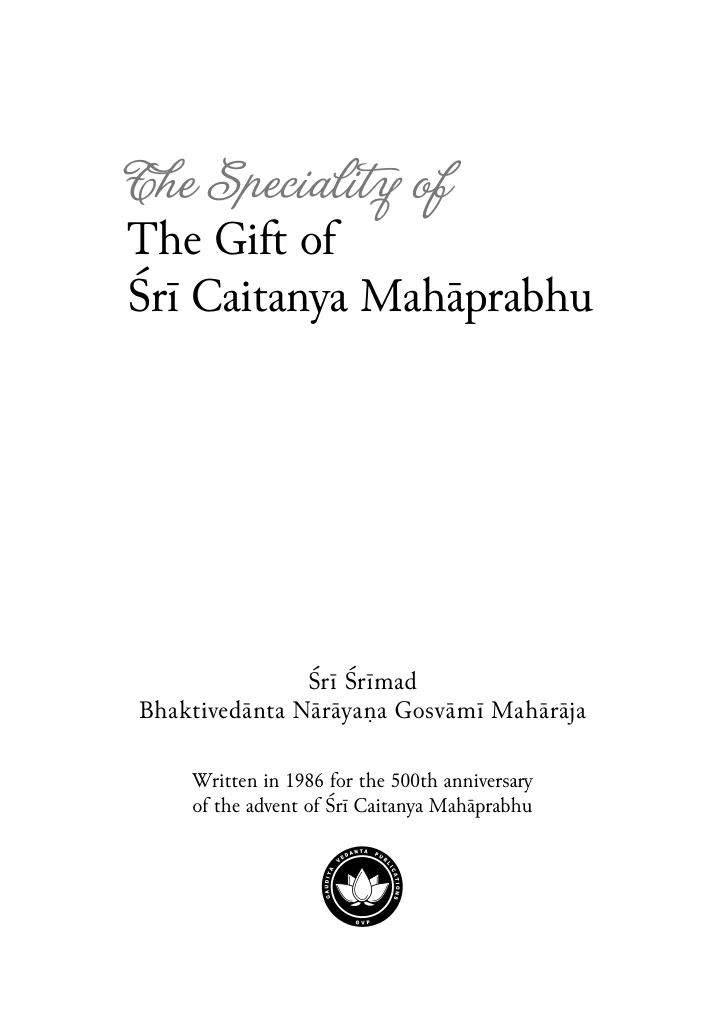 The Speciality of
The Gift of
Śrī Caitanya Mahāprabhu
Śrī Śrīmad
Bhaktivedānta Nārāyaṇa Gosvāmī Mahārāja
Written in 1986 for the 500th anniversary
of the advent of Śrī Caitanya Mahāprabhu
GAUDIYA VEDANTA PUBLICATIONS
GVP